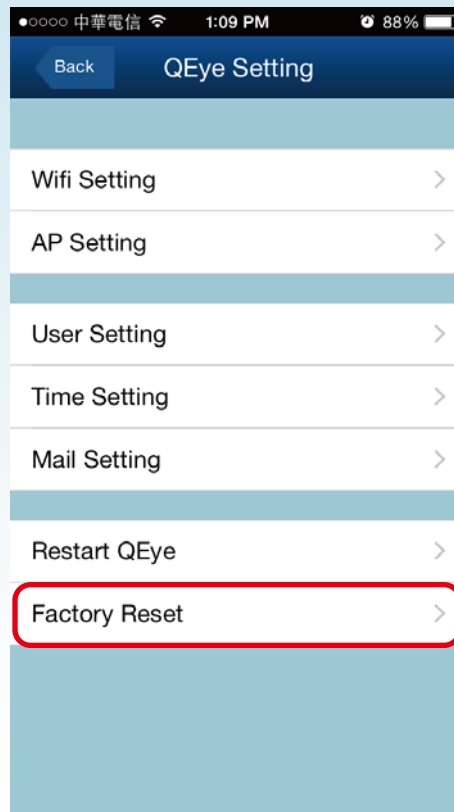 中華電信 1:09 PM 88%
Back QEye Setting
Wifi Setting
AP Setting
User Setting
Time Setting
Mail Setting
Restart QEye
Factory Reset